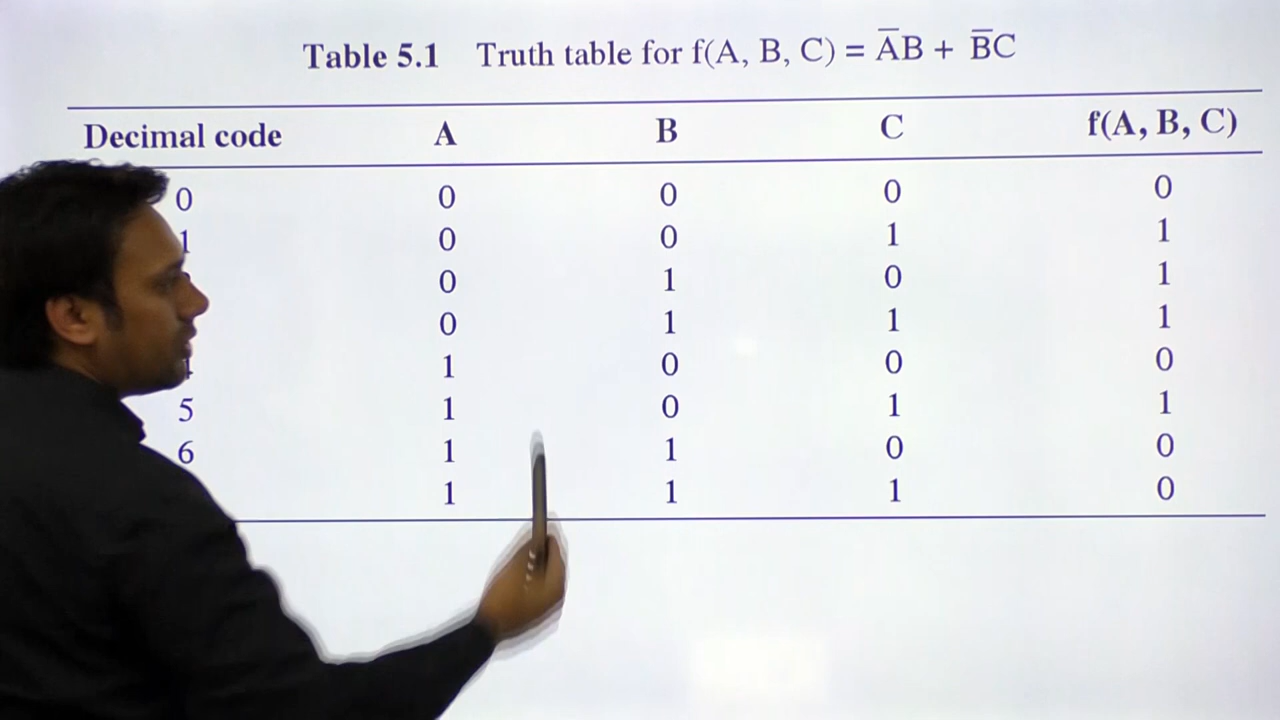 Table 5.1 Truth table for f(A, B, C) = A̅B + B̅C
Decimal code A B C f(A, B, C)
0 0 0 0 0
1 0 0 1 1
0 1 0 1
0 1 1 1
1 0 0 0
5 1 0 1 1
6 1 1 0 0
1 1 1 0